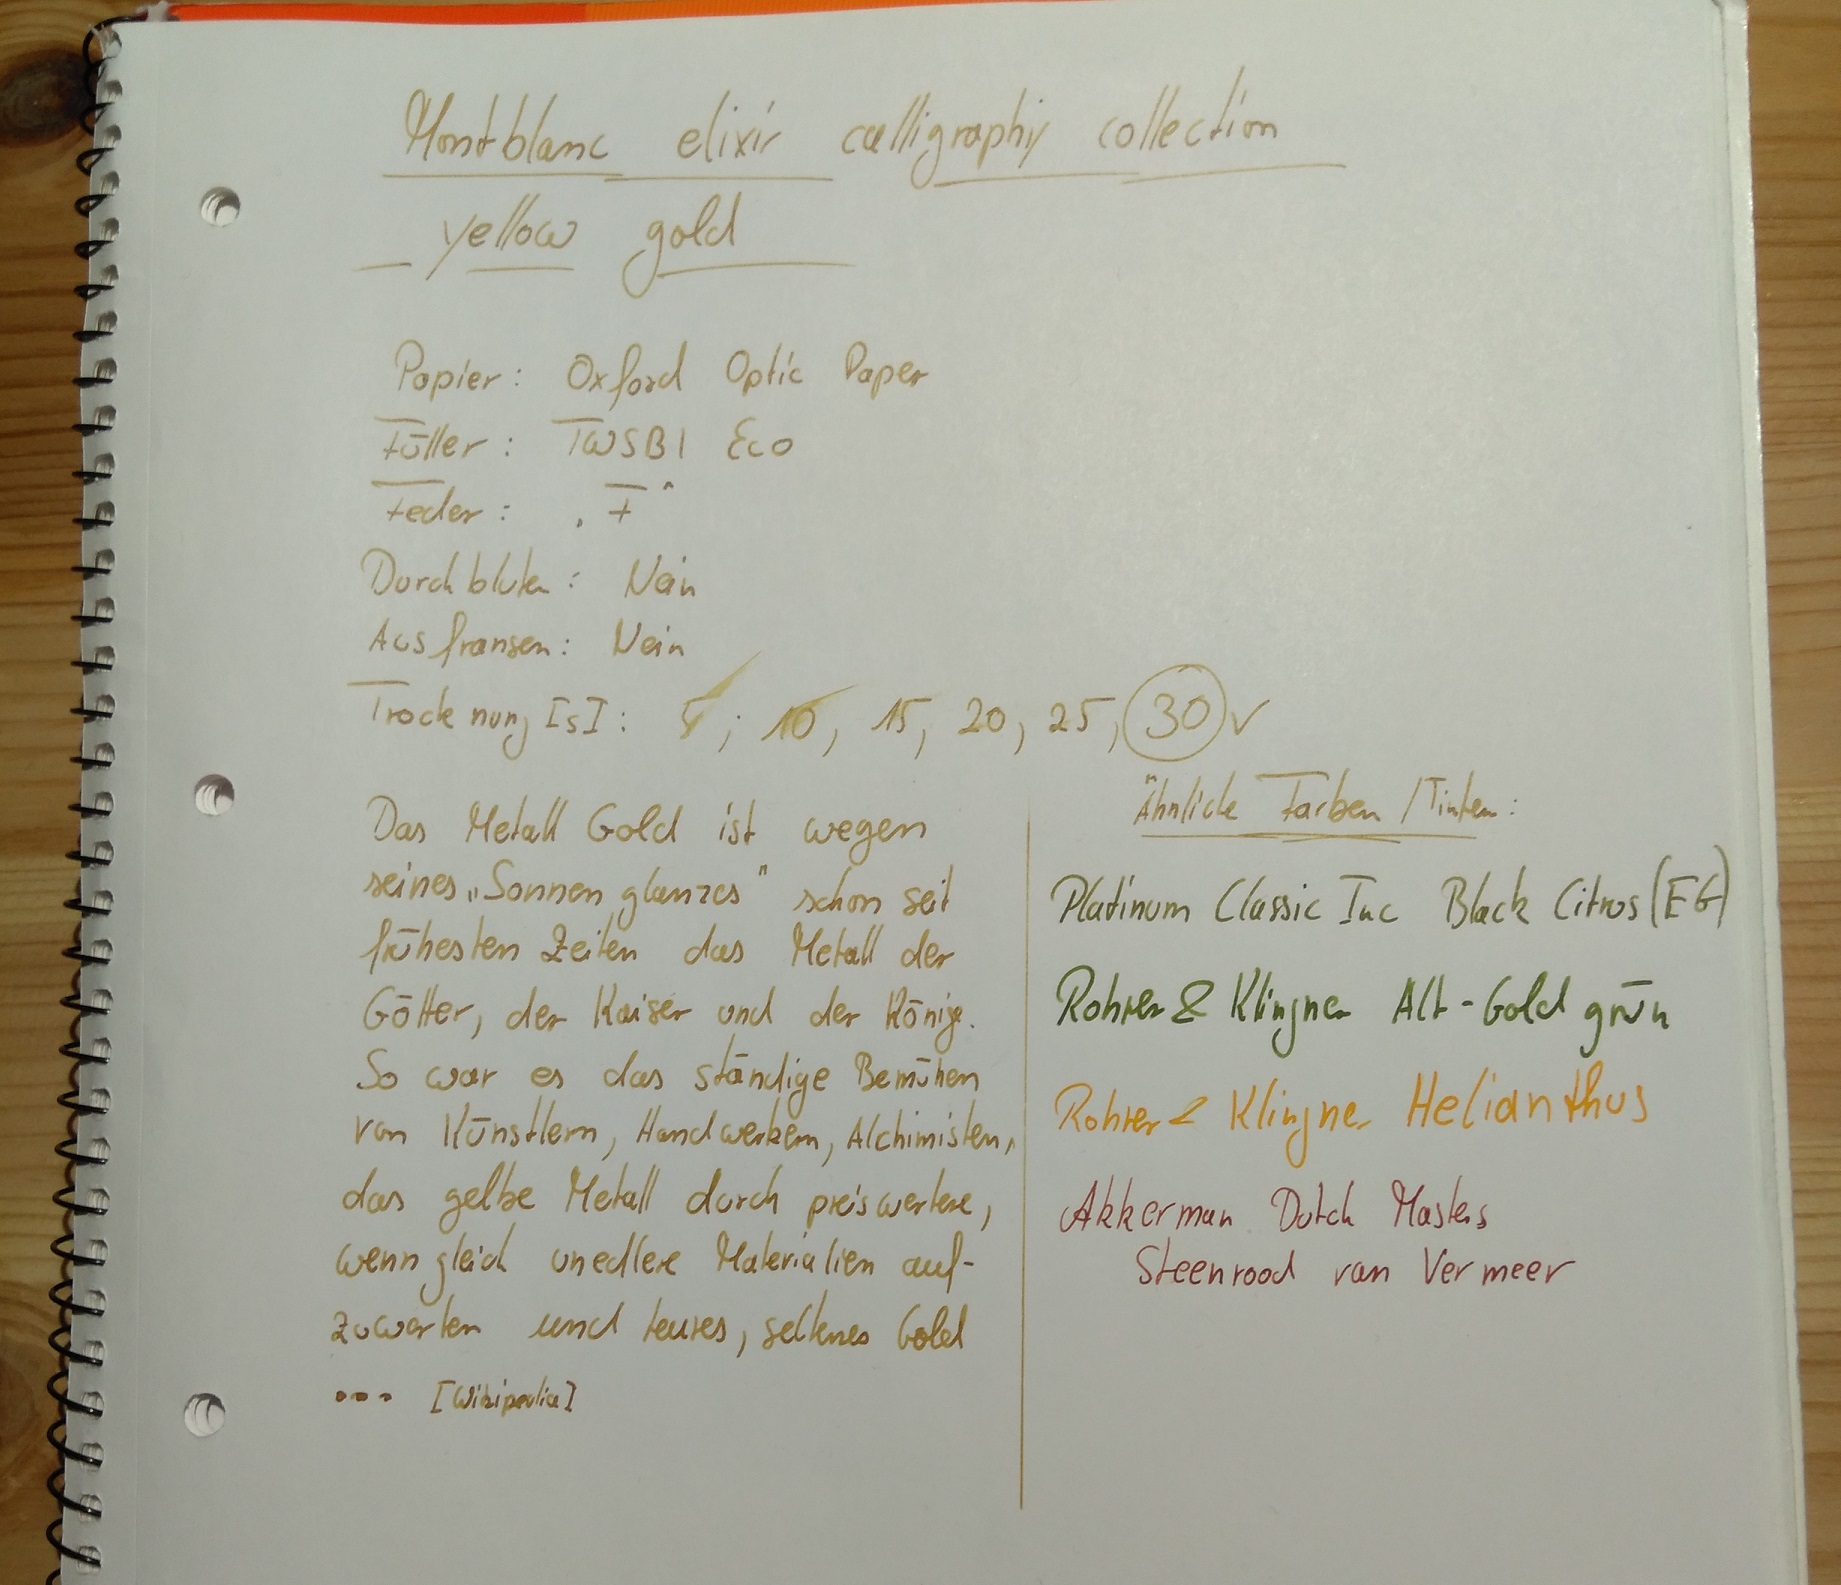 Montblanc elixir calligraphy collection
yellow gold
Papier: Oxford Optic Paper
Füller: TWSBI Eco
Feder: "F"
Durchbluten: Nein
Ausfransen: Nein
Trocknung [s]: 5, 10, 15, 20, 25, 30 ✓
Das Metall Gold ist wegen
seines „Sonnenglanzes" schon seit
frühesten Zeiten das Metall der
Götter, der Kaiser und der Könige.
So war es das ständige Bemühen
von Künstlern, Handwerkern, Alchimisten,
das gelbe Metall durch preiswertere,
wenngleich unedlere Materialien auf-
zuwerten und teures, seltenes Gold
... [Wikipedia]
Ähnliche Farben / Tinten:
Platinum Classic Inc Black Citrus (EG)
Rohrer & Klingner Alt-Goldgrün
Rohrer & Klingner Helianthus
Akkerman Dutch Masters
Steenrood van Vermeer